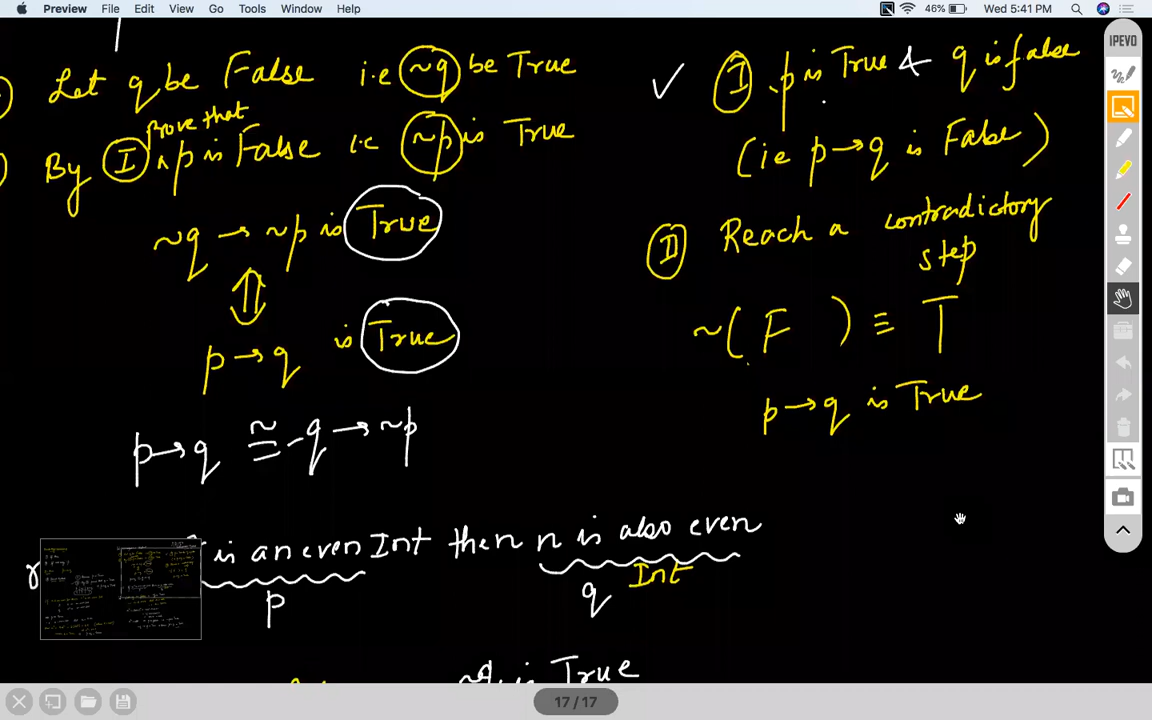 Preview File Edit View Go Tools Window Help 46% Wed 5:41 PM
IPEVO
Let q be False i.e ~q be True
prove that
By I ∧ p is False i.e ~p is True
~q → ~p is True
⇕
p → q is True
p → q ≅ ~q → ~p
is an even Int then n is also even
Int
p
q
is True
✓ I p is True & q is false
(ie p → q is False)
II Reach a contradictory
step
~( F ) ≡ T
p → q is True
17 / 17